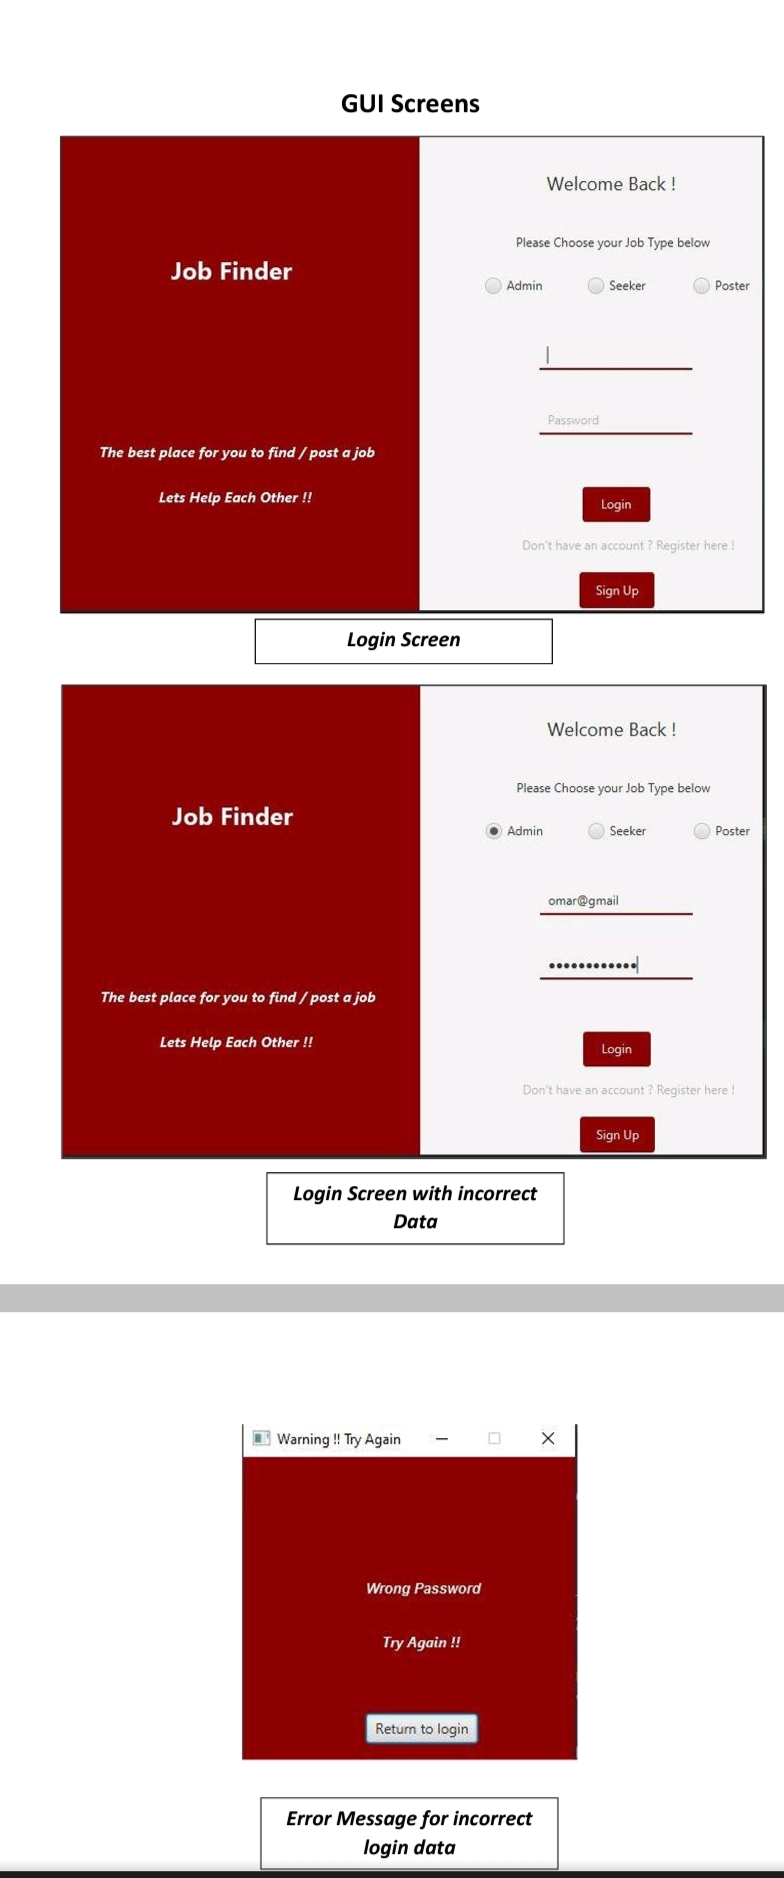 GUI Screens
Job Finder
The best place for you to find / post a job
Lets Help Each Other !!
Welcome Back !
Please Choose your Job Type below
Admin Seeker Poster
Password
Login
Don't have an account ? Register here !
Sign Up
Login Screen
Job Finder
The best place for you to find / post a job
Lets Help Each Other !!
Welcome Back !
Please Choose your Job Type below
Admin Seeker Poster
omar@gmail
••••••••••••
Login
Don't have an account ? Register here !
Sign Up
Login Screen with incorrect
Data
Warning !! Try Again
Wrong Password
Try Again !!
Return to login
Error Message for incorrect
login data